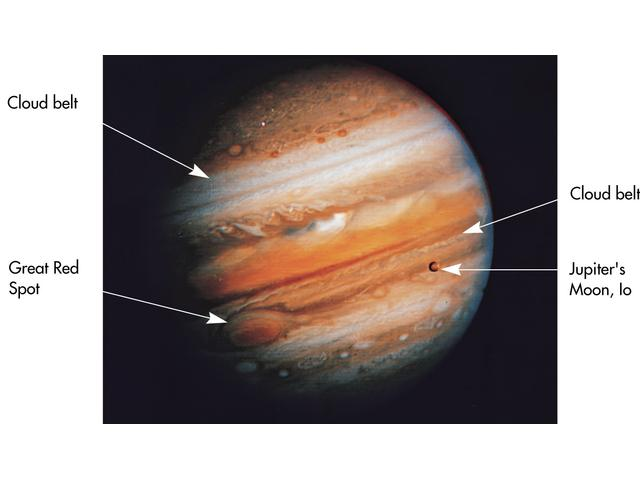 Cloud belt
Great Red
Spot
Cloud belt
Jupiter's
Moon, Io